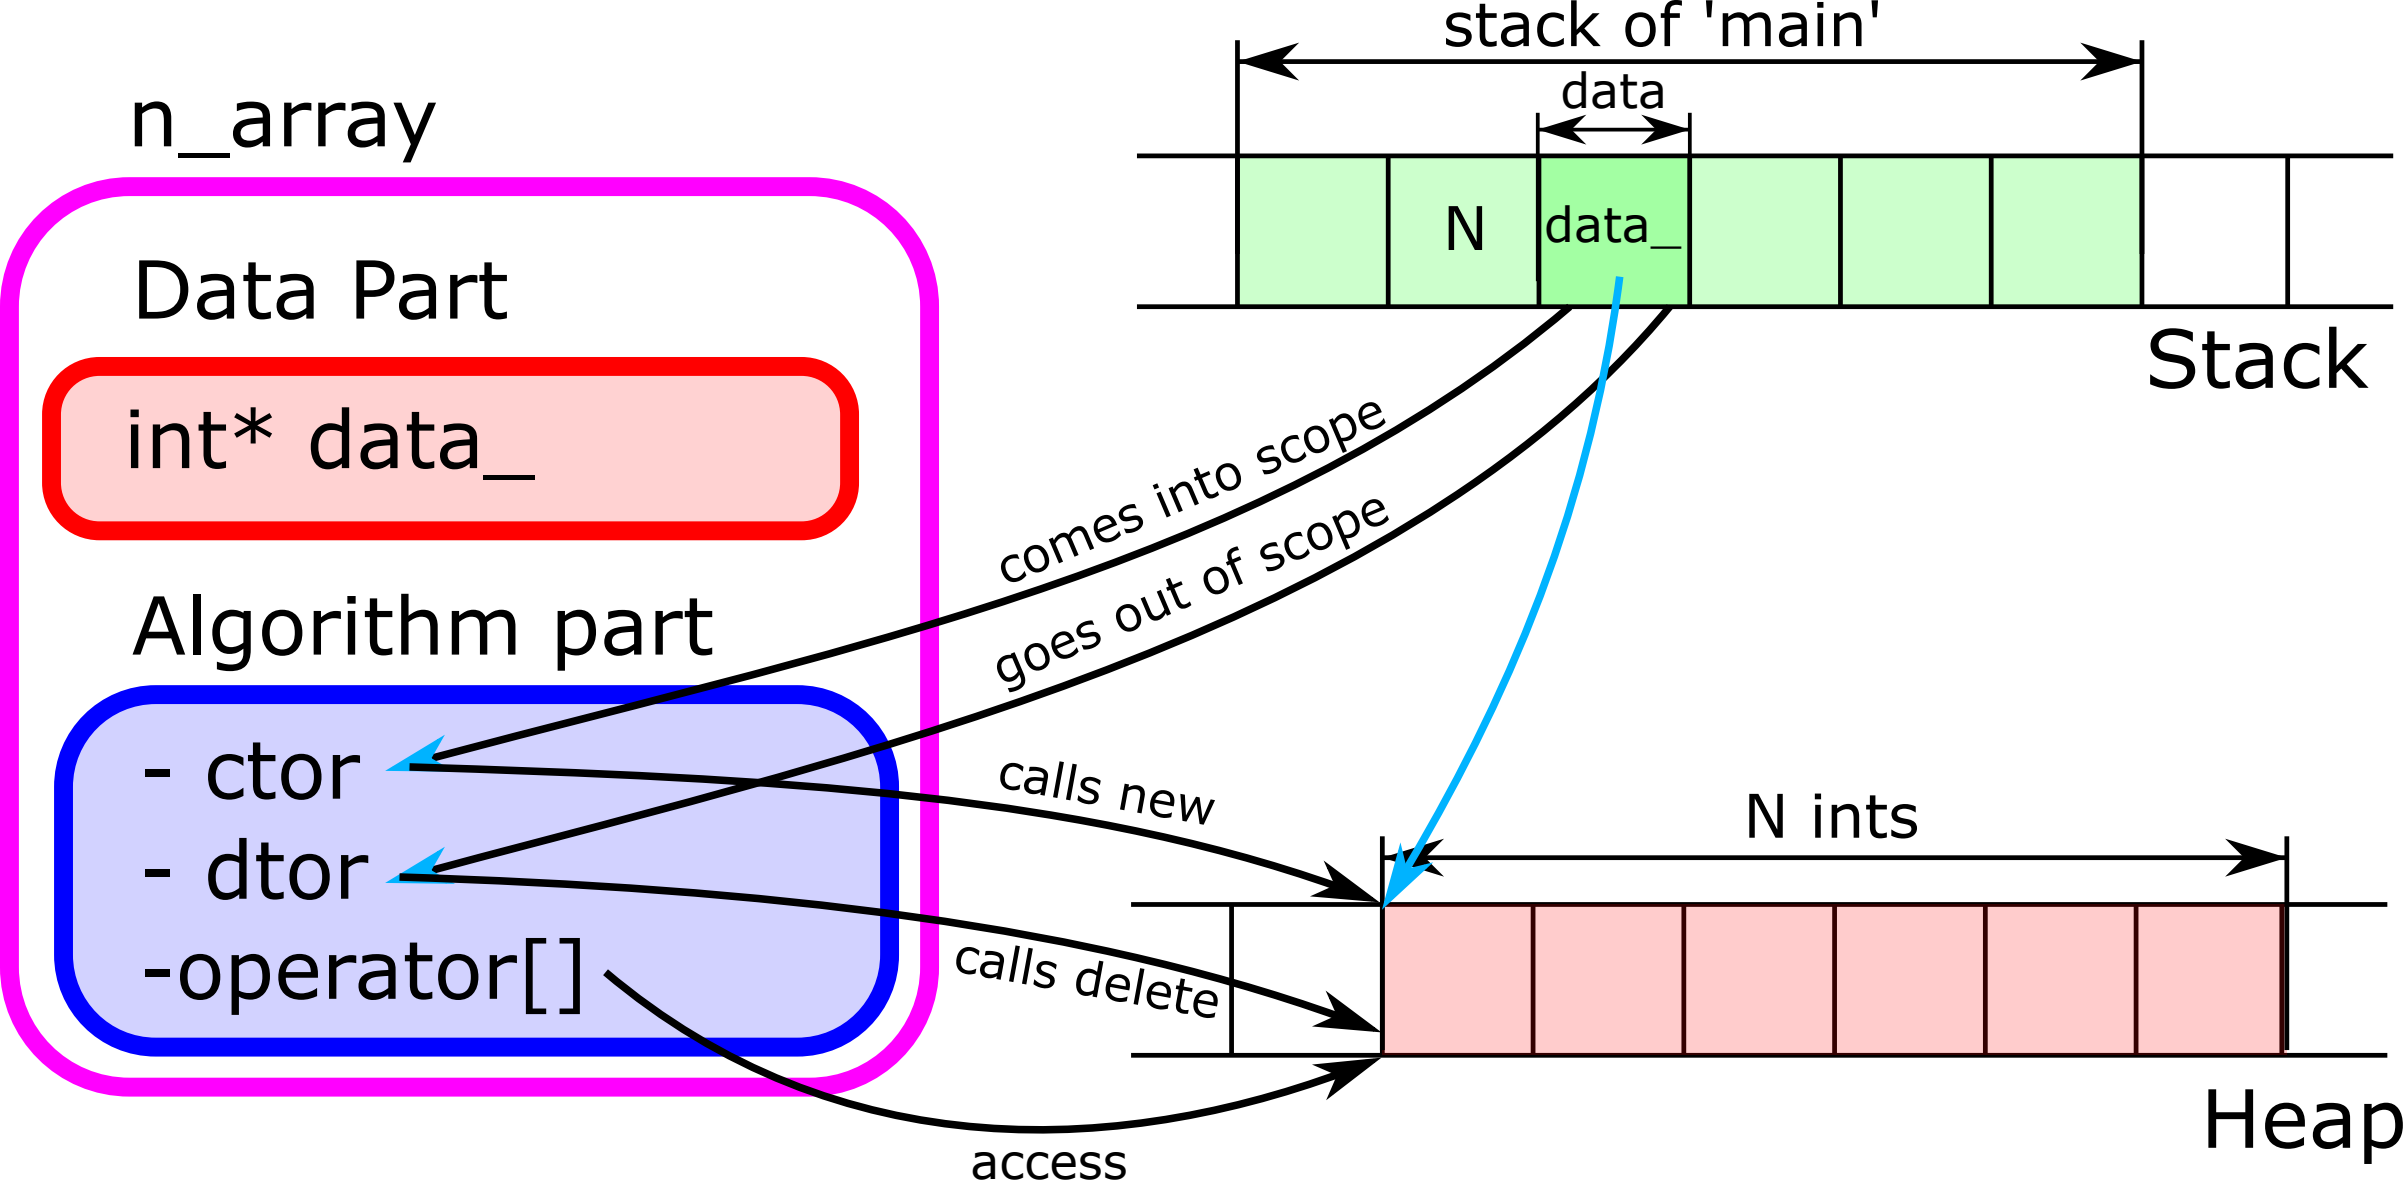 n_array
Data Part
int* data_
Algorithm part
- ctor
- dtor
-operator[]
stack of 'main'
data
N
data_
Stack
comes into scope
goes out of scope
calls new
calls delete
access
N ints
Heap